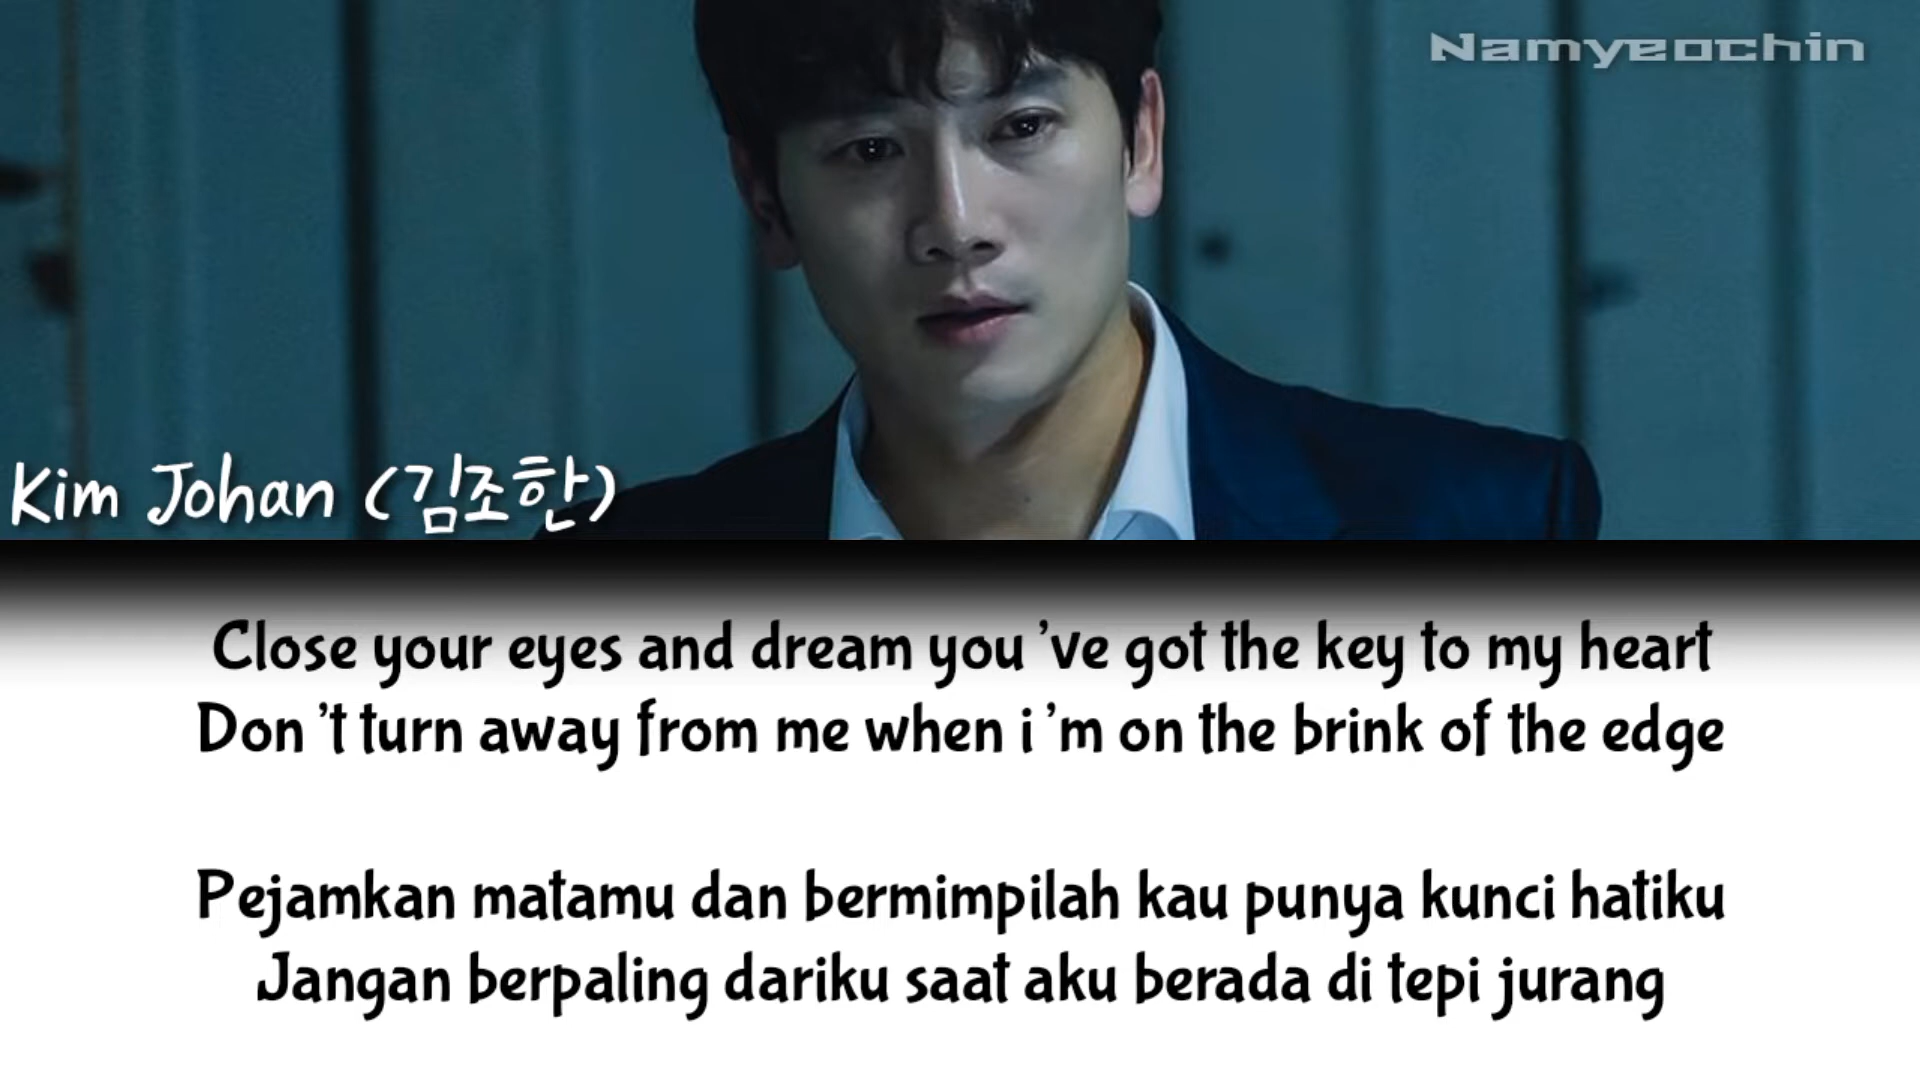 Namyeochin
Kim Johan (김조한)
Close your eyes and dream you 've got the key to my heart
Don 't turn away from me when i 'm on the brink of the edge
Pejamkan matamu dan bermimpilah kau punya kunci hatiku
Jangan berpaling dariku saat aku berada di tepi jurang